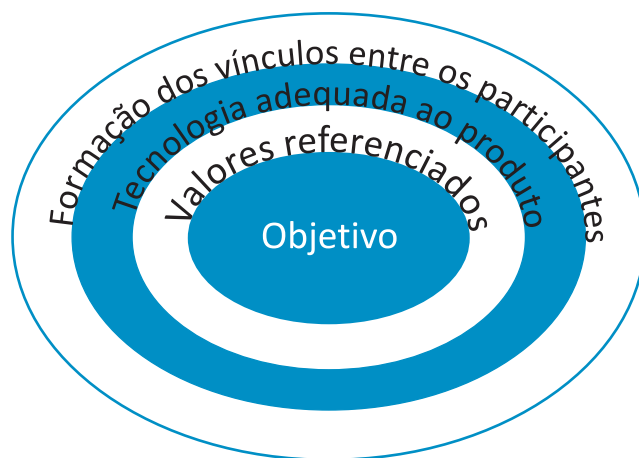 Formação dos vínculos entre os participantes
Tecnologia adequada ao produto
Valores referenciados
Objetivo